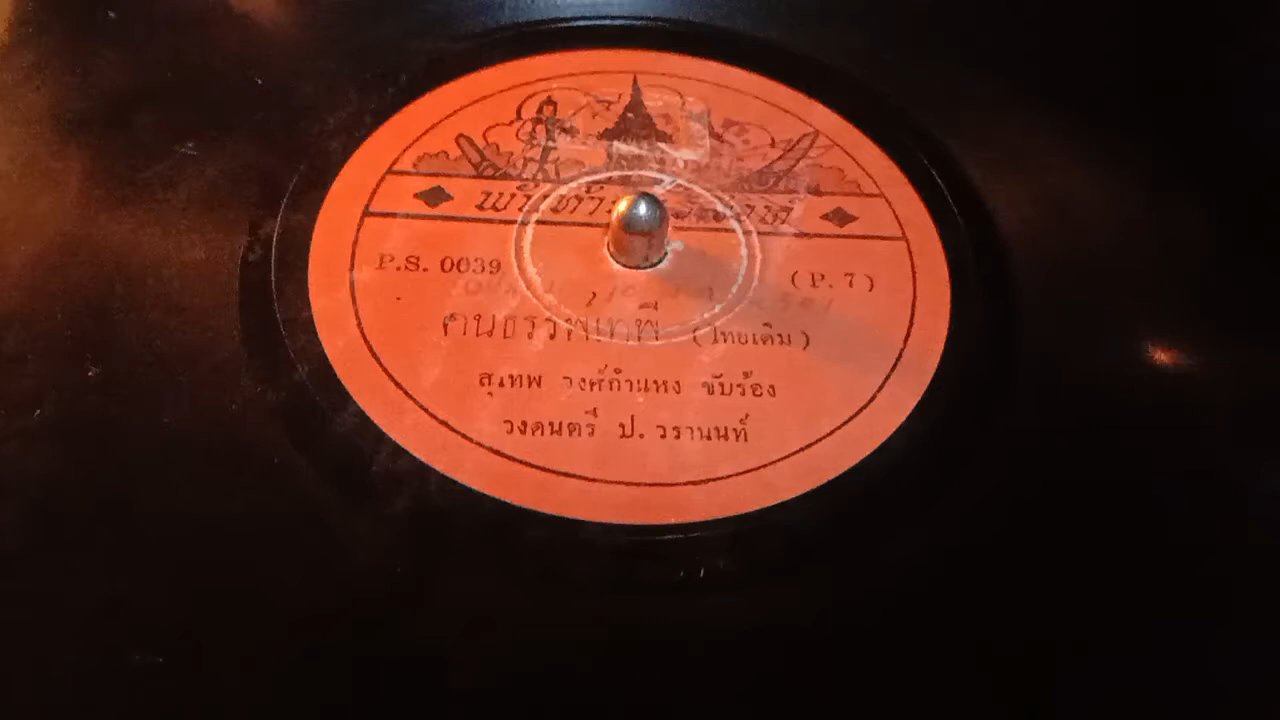 P.S. 0039 (P. 7)
คนธรรพเทพี (ไทยเดิม)
สุเทพ วงศ์กำแหง ขับร้อง
วงดนตรี ป. วรานนท์